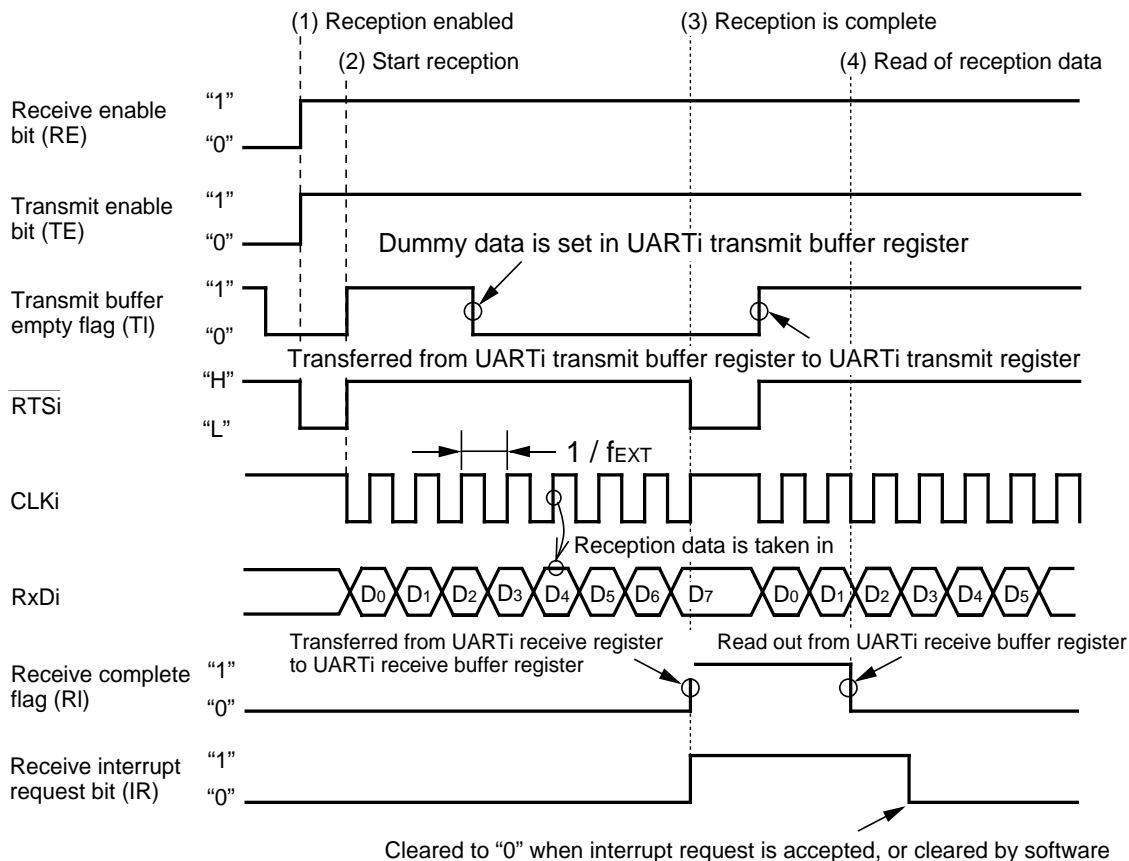 (1) Reception enabled
(3) Reception is complete
(2) Start reception
(4) Read of reception data
Receive enable
bit (RE)
“1”
“0”
Transmit enable
bit (TE)
“1”
“0”
Dummy data is set in UARTi transmit buffer register
Transmit buffer
empty flag (TI)
“1”
“0”
Transferred from UARTi transmit buffer register to UARTi transmit register
RTSi
“H”
“L”
1 / fEXT
CLKi
Reception data is taken in
RxDi
D0 D1 D2 D3 D4 D5 D6 D7 D0 D1 D2 D3 D4 D5
Transferred from UARTi receive register
to UARTi receive buffer register
Read out from UARTi receive buffer register
Receive complete
flag (RI)
“1”
“0”
Receive interrupt
request bit (IR)
“1”
“0”
Cleared to “0” when interrupt request is accepted, or cleared by software